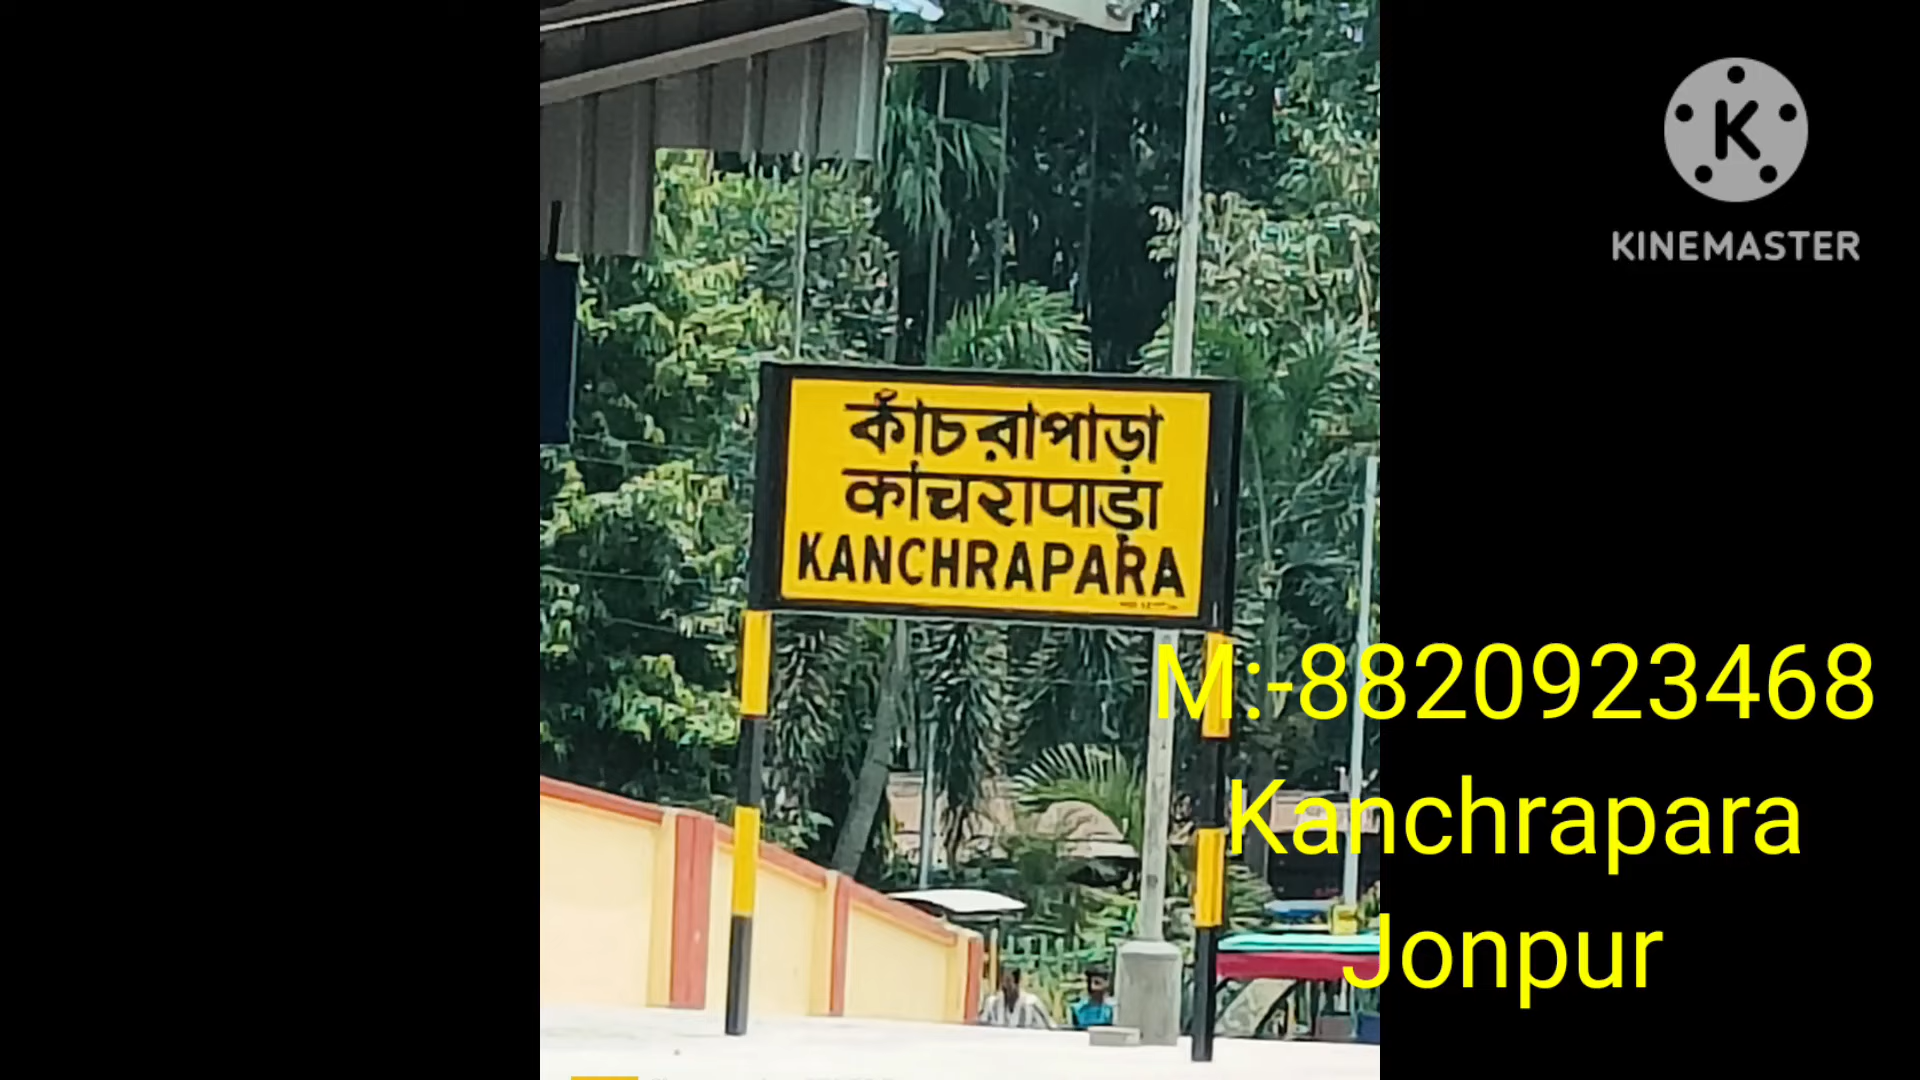 কাঁচরাপাড়া
काँचरापाड़ा
KANCHRAPARA
K
KINEMASTER
M:-8820923468
Kanchrapara
Jonpur